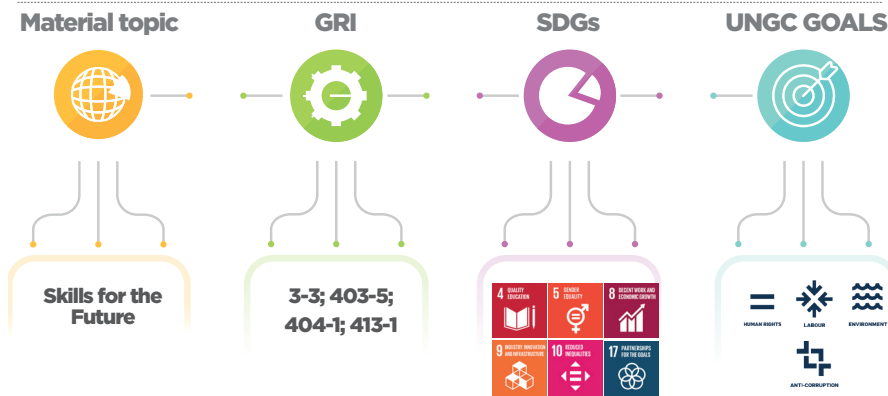 Material topic
GRI
SDGs
UNGC GOALS
Skills for the
Future
3-3; 403-5;
404-1; 413-1
4 QUALITY
EDUCATION
5 GENDER
EQUALITY
8 DECENT WORK AND
ECONOMIC GROWTH
9 INDUSTRY, INNOVATION
AND INFRASTRUCTURE
10 REDUCED
INEQUALITIES
17 PARTNERSHIPS
FOR THE GOALS
HUMAN RIGHTS
LABOUR
ENVIRONMENT
ANTI-CORRUPTION